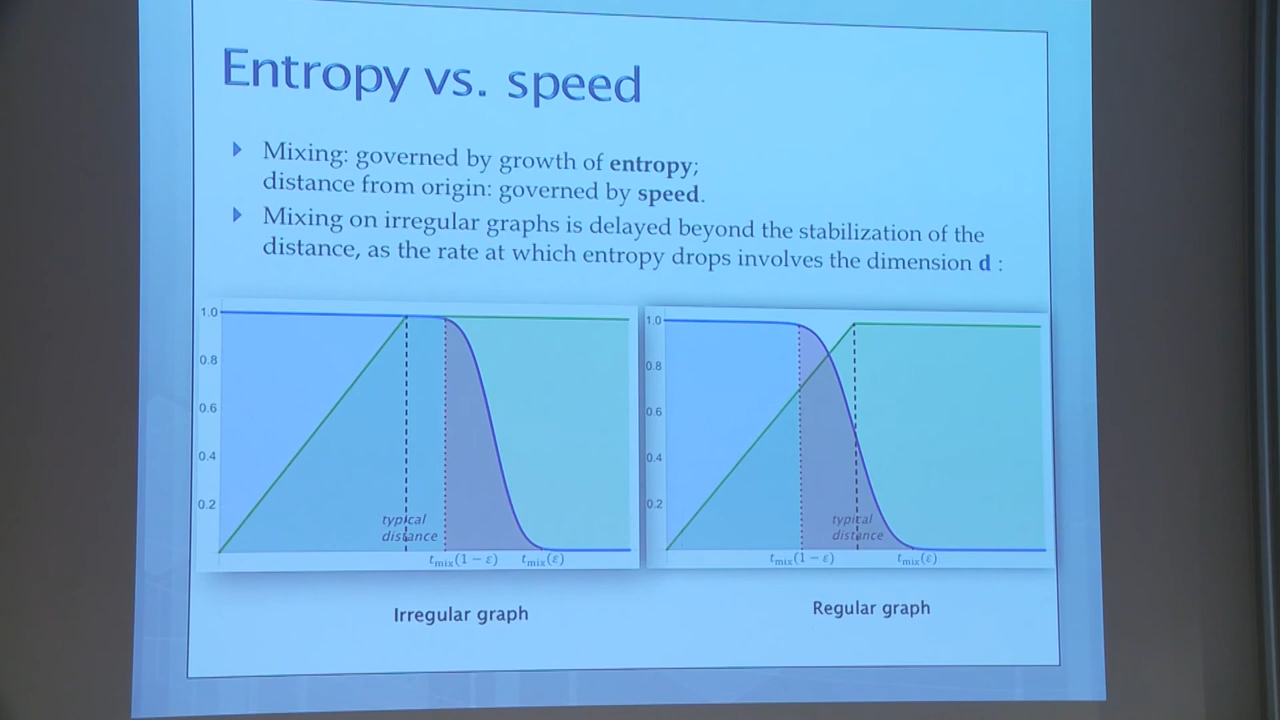 Entropy vs. speed
Mixing: governed by growth of entropy;
distance from origin: governed by speed.
Mixing on irregular graphs is delayed beyond the stabilization of the
distance, as the rate at which entropy drops involves the dimension d :
1.0
0.8
0.6
0.4
0.2
typical
distance
tmix(1 − ε) tmix(ε)
Irregular graph
1.0
0.8
0.6
0.4
0.2
typical
distance
tmix(1 − ε) tmix(ε)
Regular graph